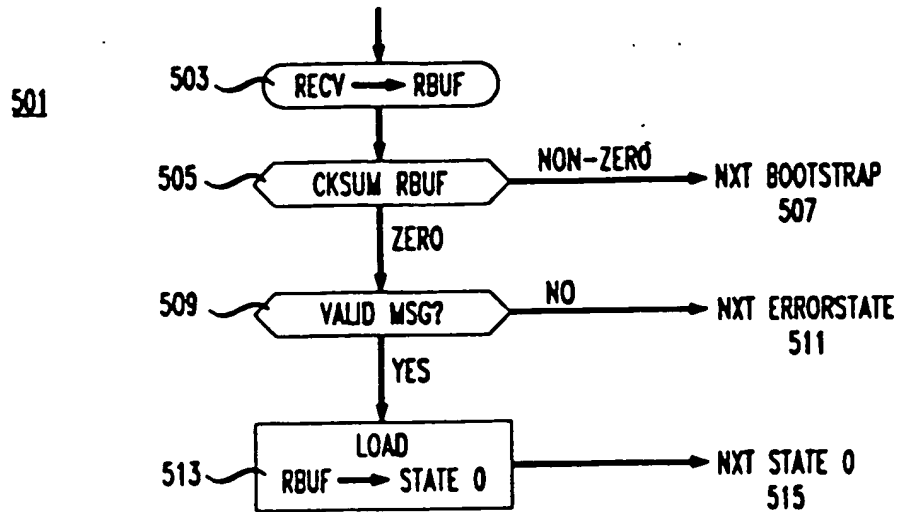 501
503
RECV → RBUF
505
CKSUM RBUF
NON-ZERO
NXT BOOTSTRAP
507
ZERO
509
VALID MSG?
NO
NXT ERRORSTATE
511
YES
513
LOAD
RBUF → STATE 0
NXT STATE 0
515